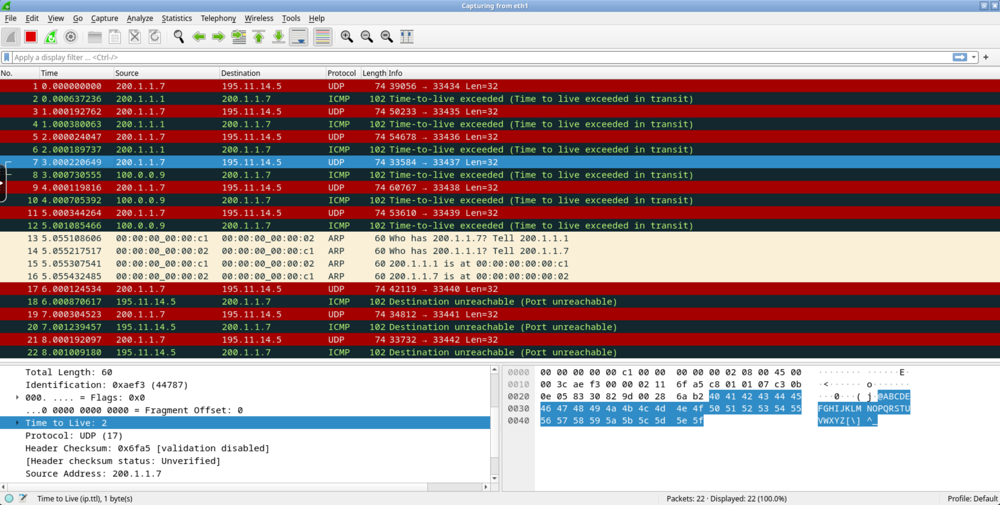 Capturing from eth1
File Edit View Go Capture Analyze Statistics Telephony Wireless Tools Help
Apply a display filter ... <Ctrl-/>
No. Time Source Destination Protocol Length Info
1 0.000000000 200.1.1.7 195.11.14.5 UDP 74 39056 → 33434 Len=32
2 0.000637236 200.1.1.1 200.1.1.7 ICMP 102 Time-to-live exceeded (Time to live exceeded in transit)
3 1.000192762 200.1.1.7 195.11.14.5 UDP 74 50233 → 33435 Len=32
4 1.000380063 200.1.1.1 200.1.1.7 ICMP 102 Time-to-live exceeded (Time to live exceeded in transit)
5 2.000024047 200.1.1.7 195.11.14.5 UDP 74 54678 → 33436 Len=32
6 2.000189737 200.1.1.1 200.1.1.7 ICMP 102 Time-to-live exceeded (Time to live exceeded in transit)
7 3.000220649 200.1.1.7 195.11.14.5 UDP 74 33584 → 33437 Len=32
8 3.000730555 100.0.0.9 200.1.1.7 ICMP 102 Time-to-live exceeded (Time to live exceeded in transit)
9 4.000119816 200.1.1.7 195.11.14.5 UDP 74 60767 → 33438 Len=32
10 4.000705392 100.0.0.9 200.1.1.7 ICMP 102 Time-to-live exceeded (Time to live exceeded in transit)
11 5.000344264 200.1.1.7 195.11.14.5 UDP 74 53610 → 33439 Len=32
12 5.001085466 100.0.0.9 200.1.1.7 ICMP 102 Time-to-live exceeded (Time to live exceeded in transit)
13 5.055108606 00:00:00_00:00:c1 00:00:00_00:00:02 ARP 60 Who has 200.1.1.7? Tell 200.1.1.1
14 5.055217517 00:00:00_00:00:02 00:00:00_00:00:c1 ARP 60 Who has 200.1.1.1? Tell 200.1.1.7
15 5.055307541 00:00:00_00:00:c1 00:00:00_00:00:02 ARP 60 200.1.1.1 is at 00:00:00:00:00:c1
16 5.055432485 00:00:00_00:00:02 00:00:00_00:00:c1 ARP 60 200.1.1.7 is at 00:00:00:00:00:02
17 6.000124534 200.1.1.7 195.11.14.5 UDP 74 42119 → 33440 Len=32
18 6.000870617 195.11.14.5 200.1.1.7 ICMP 102 Destination unreachable (Port unreachable)
19 7.000304523 200.1.1.7 195.11.14.5 UDP 74 34812 → 33441 Len=32
20 7.001239457 195.11.14.5 200.1.1.7 ICMP 102 Destination unreachable (Port unreachable)
21 8.000192097 200.1.1.7 195.11.14.5 UDP 74 33732 → 33442 Len=32
22 8.001009180 195.11.14.5 200.1.1.7 ICMP 102 Destination unreachable (Port unreachable)
Total Length: 60
Identification: 0xaef3 (44787)
000. .... = Flags: 0x0
...0 0000 0000 0000 = Fragment Offset: 0
Time to Live: 2
Protocol: UDP (17)
Header Checksum: 0x6fa5 [validation disabled]
[Header checksum status: Unverified]
Source Address: 200.1.1.7
0000 00 00 00 00 00 c1 00 00 00 00 00 02 08 00 45 00 ········ ······E·
0010 00 3c ae f3 00 00 02 11 6f a5 c8 01 01 07 c3 0b ·<······ o·······
0020 0e 05 83 30 82 9d 00 28 6a b2 40 41 42 43 44 45 ···0···( j·@ABCDE
0030 46 47 48 49 4a 4b 4c 4d 4e 4f 50 51 52 53 54 55 FGHIJKLM NOPQRSTU
0040 56 57 58 59 5a 5b 5c 5d 5e 5f VWXYZ[\] ^_
Time to Live (ip.ttl), 1 byte(s)
Packets: 22 · Displayed: 22 (100.0%)
Profile: Default